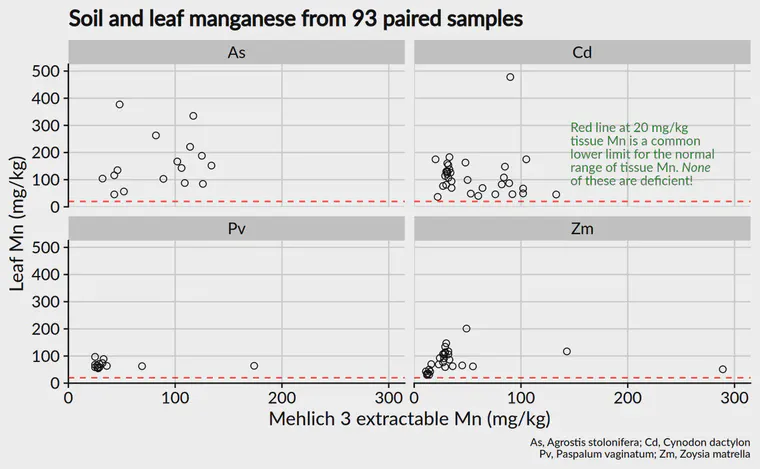 Soil and leaf manganese from 93 paired samples
As
Cd
500
400
300
200
100
0
Red line at 20 mg/kg
tissue Mn is a common
lower limit for the normal
range of tissue Mn. None
of these are deficient!
Pv
Zm
500
400
300
200
100
0
Leaf Mn (mg/kg)
0 100 200 300 0 100 200 300
Mehlich 3 extractable Mn (mg/kg)
As, Agrostis stolonifera; Cd, Cynodon dactylon
Pv, Paspalum vaginatum; Zm, Zoysia matrella